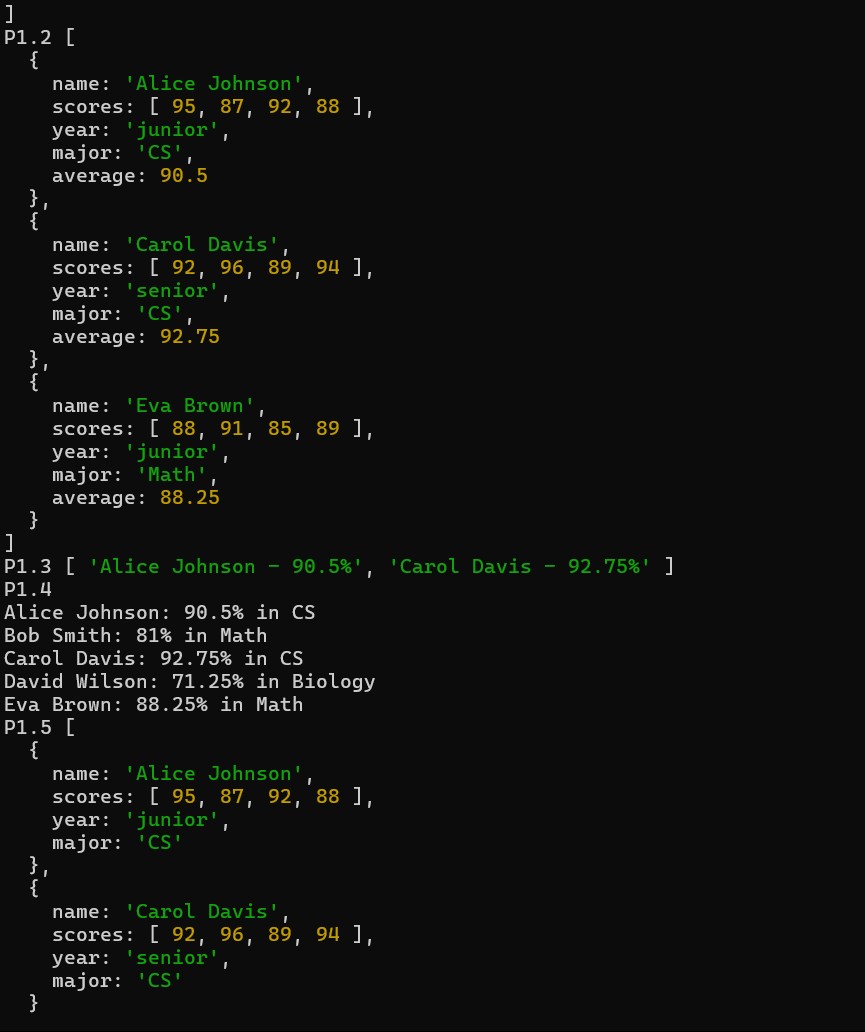 ]
P1.2 [
  {
    name: 'Alice Johnson',
    scores: [ 95, 87, 92, 88 ],
    year: 'junior',
    major: 'CS',
    average: 90.5
  },
  {
    name: 'Carol Davis',
    scores: [ 92, 96, 89, 94 ],
    year: 'senior',
    major: 'CS',
    average: 92.75
  },
  {
    name: 'Eva Brown',
    scores: [ 88, 91, 85, 89 ],
    year: 'junior',
    major: 'Math',
    average: 88.25
  }
]
P1.3 [ 'Alice Johnson - 90.5%', 'Carol Davis - 92.75%' ]
P1.4
Alice Johnson: 90.5% in CS
Bob Smith: 81% in Math
Carol Davis: 92.75% in CS
David Wilson: 71.25% in Biology
Eva Brown: 88.25% in Math
P1.5 [
  {
    name: 'Alice Johnson',
    scores: [ 95, 87, 92, 88 ],
    year: 'junior',
    major: 'CS'
  },
  {
    name: 'Carol Davis',
    scores: [ 92, 96, 89, 94 ],
    year: 'senior',
    major: 'CS'
  }